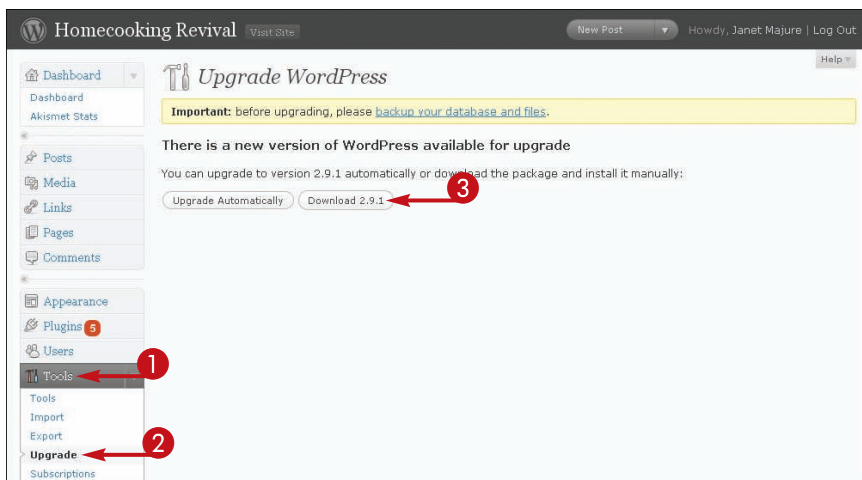 Homecooking Revival Visit Site
New Post Howdy, Janet Majure | Log Out
Help
Dashboard
Dashboard
Akismet Stats
Posts
Media
Links
Pages
Comments
Appearance
Plugins 5
Users
Tools
Tools
Import
Export
Upgrade
Subscriptions
Upgrade WordPress
Important: before upgrading, please backup your database and files.
There is a new version of WordPress available for upgrade
You can upgrade to version 2.9.1 automatically or download the package and install it manually:
Upgrade Automatically Download 2.9.1
3
1
2